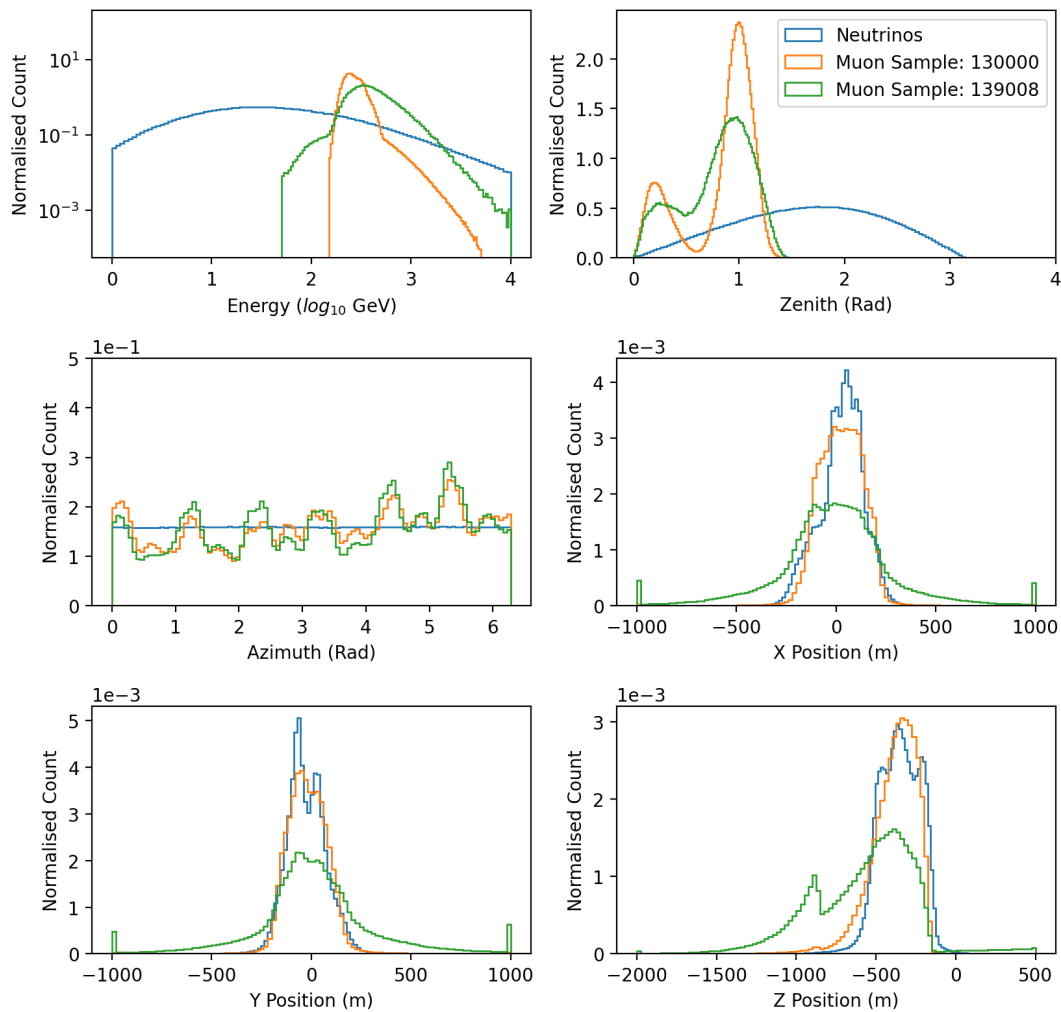 Normalised Count
10¹
10⁻¹
10⁻³
0 1 2 3 4
Energy (log₁₀ GeV)
Normalised Count
2.0
1.5
1.0
0.5
0.0
0 1 2 3 4
Zenith (Rad)
Neutrinos
Muon Sample: 130000
Muon Sample: 139008
1e−1
Normalised Count
5
4
3
2
1
0
0 1 2 3 4 5 6
Azimuth (Rad)
1e−3
Normalised Count
4
3
2
1
0
−1000 −500 0 500 1000
X Position (m)
1e−3
Normalised Count
5
4
3
2
1
0
−1000 −500 0 500 1000
Y Position (m)
1e−3
Normalised Count
3
2
1
0
−2000 −1500 −1000 −500 0 500
Z Position (m)